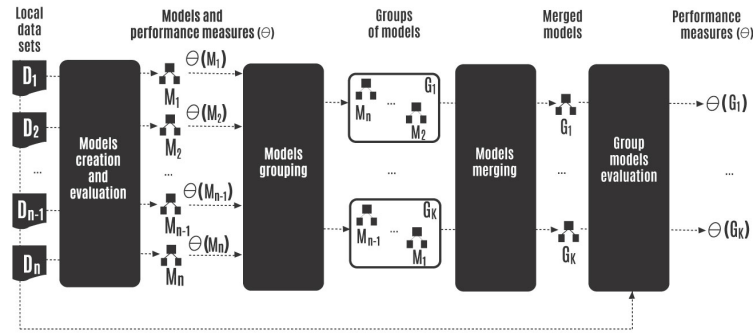 Local
data
sets
Models and
performance measures (Θ)
Groups
of models
Merged
models
Performance
measures (Θ)
D1
D2
...
Dn-1
Dn
Models
creation
and
evaluation
M1
M2
...
Mn-1
Mn
Θ(M1)
Θ(M2)
Θ(Mn-1)
Θ(Mn)
Models
grouping
G1
Mn
...
M2
...
GK
Mn-1
...
M1
Models
merging
G1
...
GK
Group
models
evaluation
Θ(G1)
...
Θ(GK)